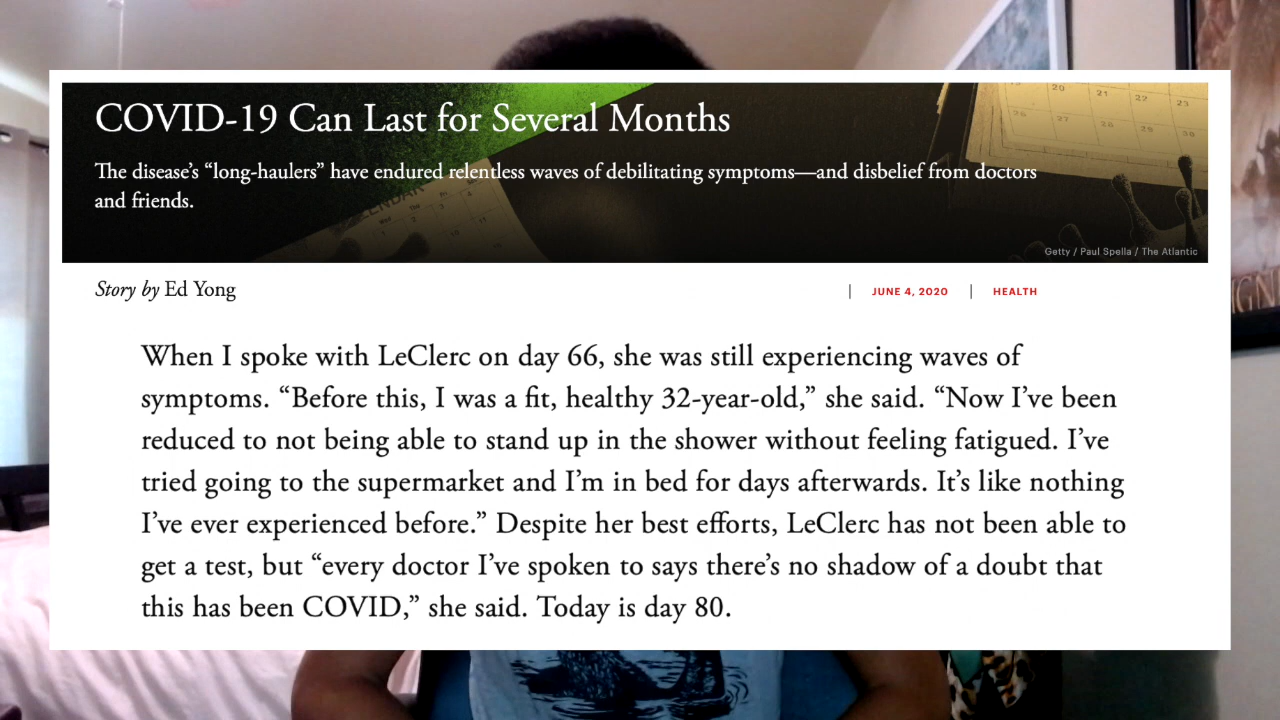 COVID-19 Can Last for Several Months
The disease's “long-haulers” have endured relentless waves of debilitating symptoms—and disbelief from doctors
and friends.
Getty / Paul Spella / The Atlantic
Story by Ed Yong
| JUNE 4, 2020 | HEALTH
When I spoke with LeClerc on day 66, she was still experiencing waves of
symptoms. “Before this, I was a fit, healthy 32-year-old,” she said. “Now I’ve been
reduced to not being able to stand up in the shower without feeling fatigued. I’ve
tried going to the supermarket and I’m in bed for days afterwards. It’s like nothing
I’ve ever experienced before.” Despite her best efforts, LeClerc has not been able to
get a test, but “every doctor I’ve spoken to says there’s no shadow of a doubt that
this has been COVID,” she said. Today is day 80.